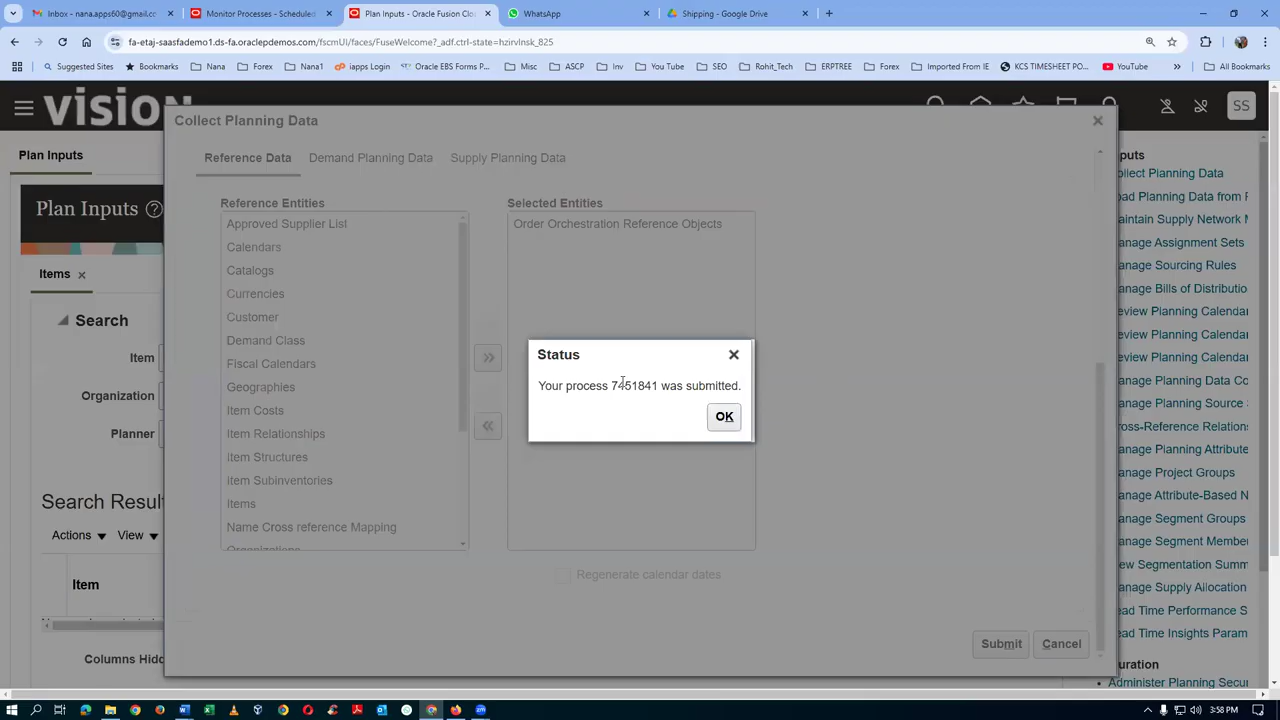 Inbox - nana.apps60@gmail.co
Monitor Processes - Scheduled
Plan Inputs - Oracle Fusion Clo
WhatsApp
Shipping - Google Drive
fa-etaj-saasfademo1.ds-fa.oraclepdemos.com/fscmUI/faces/FuseWelcome?_adf.ctrl-state=hzirvlnsk_825
Suggested Sites
Bookmarks
Nana
Forex
Nana1
iapps Login
Oracle EBS Forms P...
Misc
ASCP
Inv
You Tube
SEO
Rohit_Tech
ERPTREE
Forex
Imported From IE
KCS TIMESHEET PO...
YouTube
All Bookmarks
vision
SS
Collect Planning Data
Plan Inputs
Reference Data
Demand Planning Data
Supply Planning Data
Plan Inputs
Reference Entities
Selected Entities
Approved Supplier List
Calendars
Catalogs
Currencies
Customer
Demand Class
Fiscal Calendars
Geographies
Item Costs
Item Relationships
Item Structures
Item Subinventories
Items
Name Cross reference Mapping
Organizations
Order Orchestration Reference Objects
Status
Your process 7451841 was submitted.
OK
Regenerate calendar dates
Submit
Cancel
Items
Search
Item
Organization
Planner
Search Result
Actions
View
Item
Columns Hidd
nputs
ollect Planning Data
oad Planning Data from F
aintain Supply Network M
anage Assignment Sets
anage Sourcing Rules
anage Bills of Distributio
eview Planning Calendar
eview Planning Calendar
eview Planning Calendar
anage Planning Data Co
anage Planning Source S
ross-Reference Relation
anage Planning Attribute
anage Project Groups
anage Attribute-Based N
anage Segment Groups
anage Segment Member
iew Segmentation Summ
anage Supply Allocation
ead Time Performance S
ead Time Insights Param
uration
Administer Planning Secur
3:58 PM